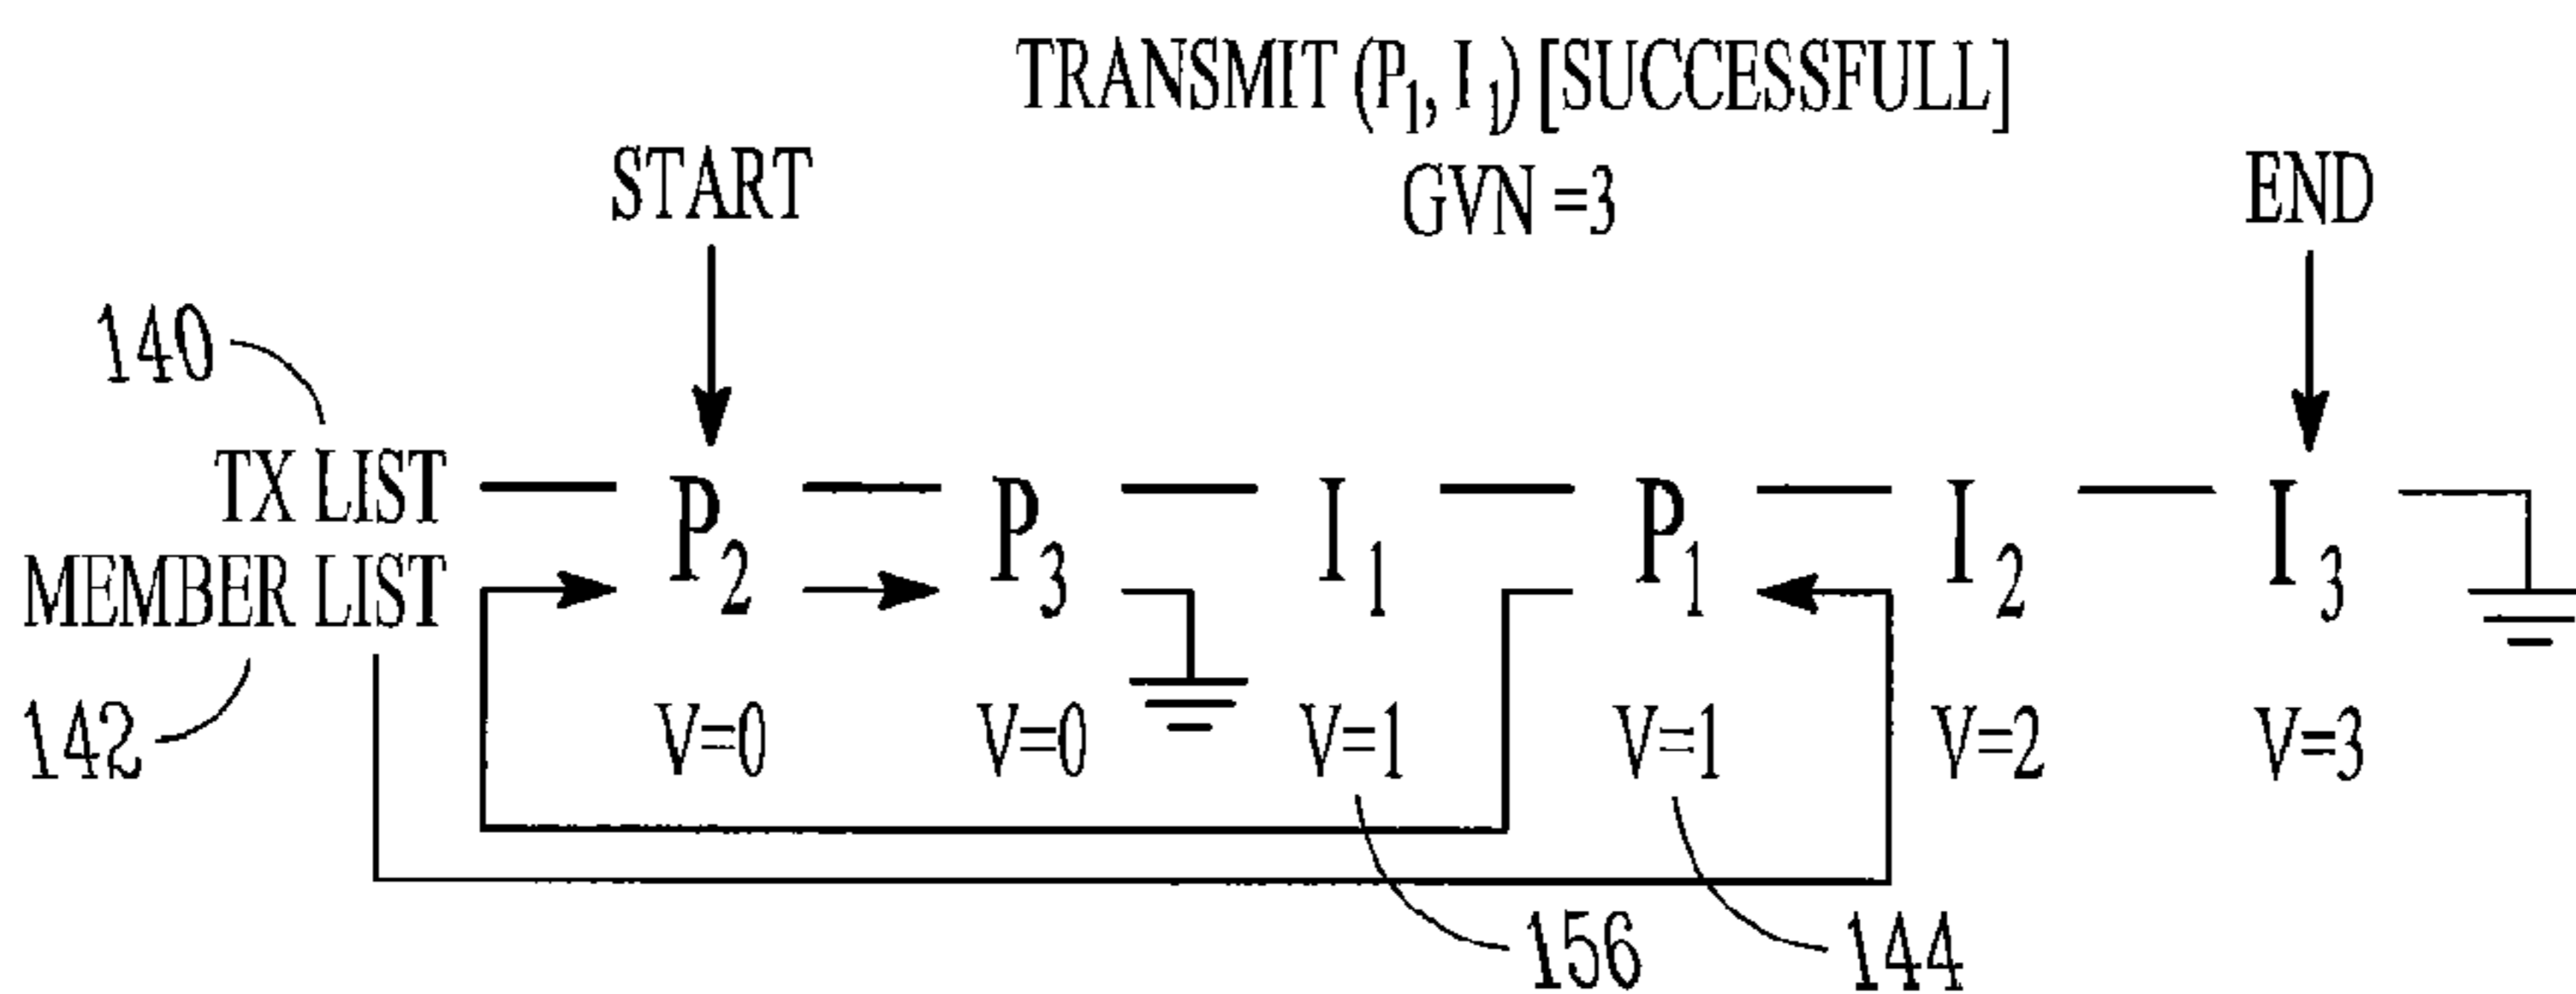 TRANSMIT (P1, I1) [SUCCESSFULL]
START
GVN =3
END
140
TX LIST
P2 P3 I1 P1 I2 I3
MEMBER LIST
142
V=0 V=0 V=1 V=1 V=2 V=3
156 144